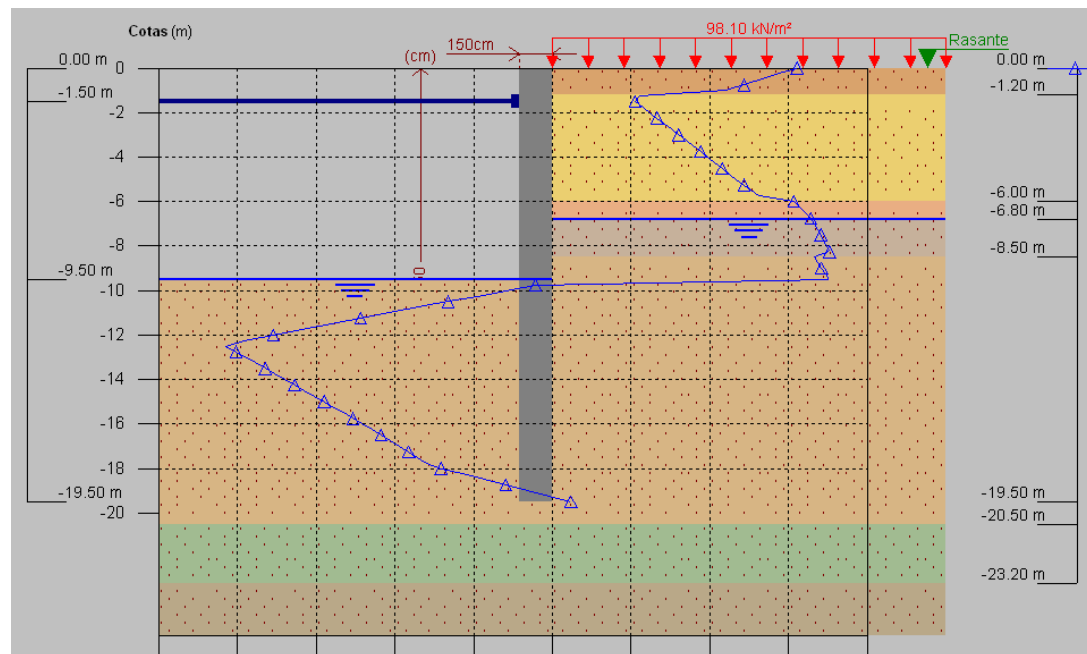 Cotas (m)
98.10 kN/m²
150cm
(cm)
Rasante
0.00 m
-1.50 m
-9.50 m
-19.50 m
0
-2
-4
-6
-8
-10
-12
-14
-16
-18
-20
0.00 m
-1.20 m
-6.00 m
-6.80 m
-8.50 m
-19.50 m
-20.50 m
-23.20 m